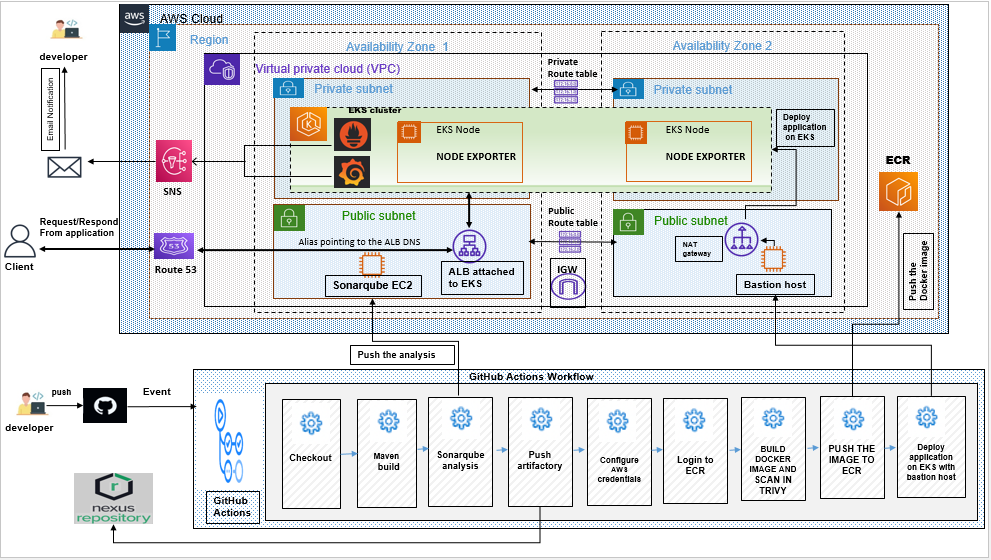 aws
AWS Cloud
Region
Availability Zone 1
Availability Zone 2
developer
Email Notification
Virtual private cloud (VPC)
Private
Route table
Private subnet
Private subnet
EKS cluster
EKS Node
NODE EXPORTER
EKS Node
NODE EXPORTER
Deploy
application
on EKS
ECR
SNS
Public subnet
Public
Route table
Public subnet
Request/Respond
From application
Client
53
Route 53
Alias pointing to the ALB DNS
Sonarqube EC2
ALB attached
to EKS
IGW
NAT
gateway
Bastion host
Push the
Docker image
Push the analysis
GitHub Actions Workflow
developer
push
Event
GitHub
Actions
Checkout
Maven
build
Sonarqube
analysis
Push
artifactory
Configure
AWS
credentials
Login to
ECR
BUILD
DOCKER
IMAGE AND
SCAN IN
TRIVY
PUSH THE
IMAGE TO
ECR
Deploy
application
on EKS with
bastion host
r
nexus
repository